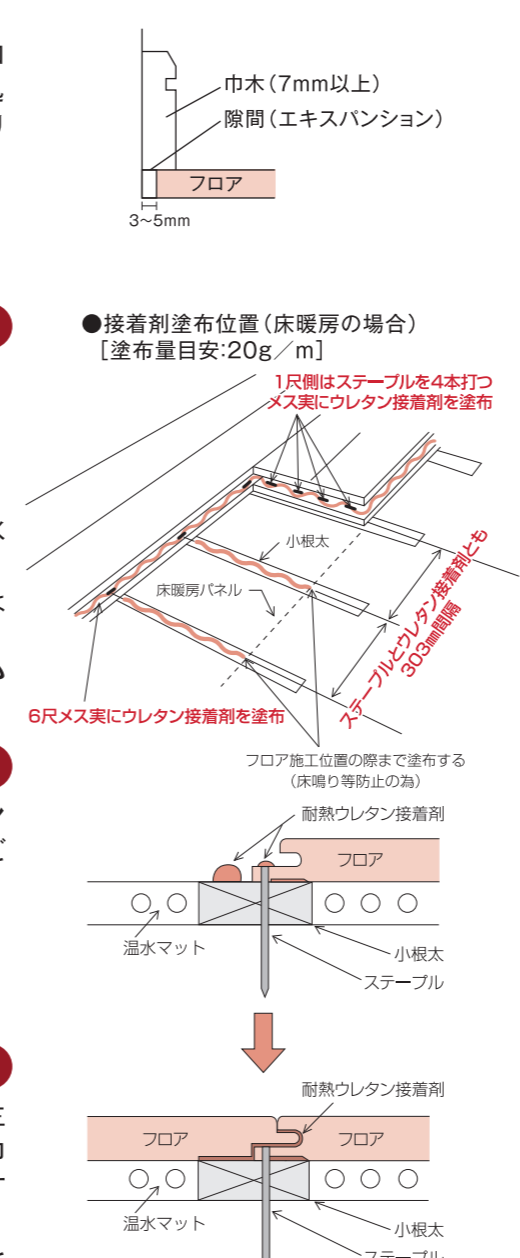 巾木（7mm以上）
隙間（エキスパンション）
フロア
3~5mm
●接着剤塗布位置（床暖房の場合）
［塗布量目安:20g／m］
1尺側はステープルを4本打つ
メス実にウレタン接着剤を塗布
小根太
床暖房パネル
ステープルとウレタン接着剤とも
303㎜間隔
6尺メス実にウレタン接着剤を塗布
フロア施工位置の際まで塗布する
（床鳴り等防止の為）
耐熱ウレタン接着剤
フロア
温水マット
小根太
ステープル
耐熱ウレタン接着剤
フロア
フロア
温水マット
小根太
ステープル